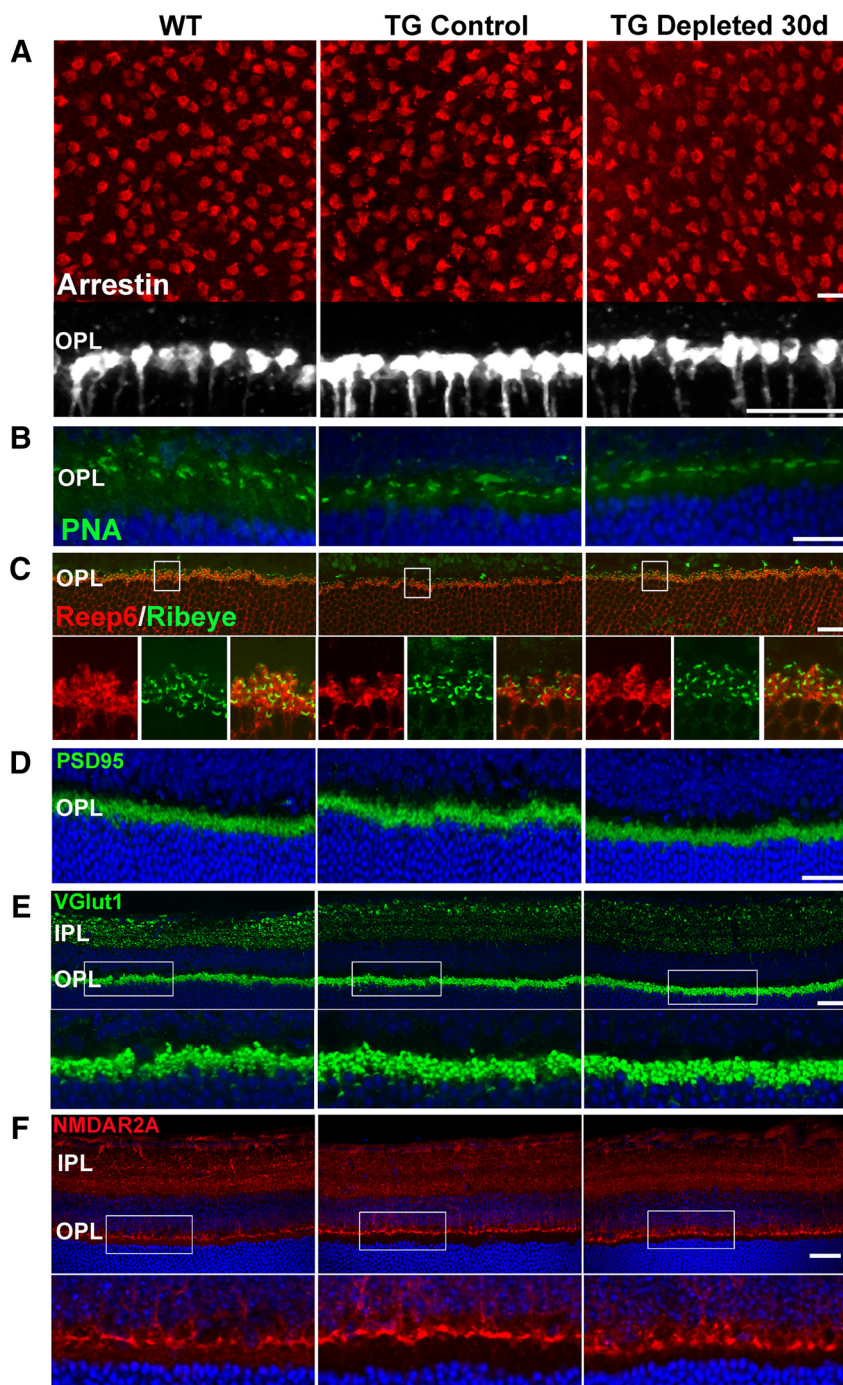 WT TG Control TG Depleted 30d
A
Arrestin
OPL
B
OPL
PNA
C
OPL
Reep6/Ribeye
D
PSD95
OPL
E
VGlut1
IPL
OPL
F
NMDAR2A
IPL
OPL